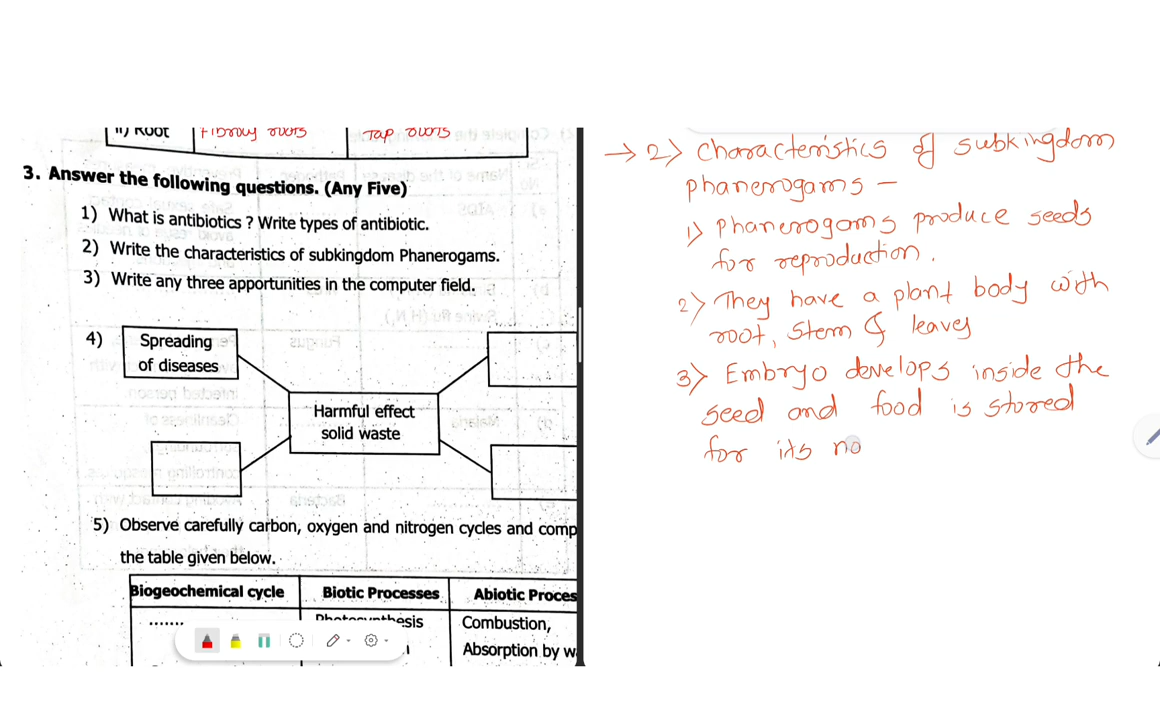 ii) Root
Fibrous roots
Tap roots
3. Answer the following questions. (Any Five)
1) What is antibiotics ? Write types of antibiotic.
2) Write the characteristics of subkingdom Phanerogams.
3) Write any three apportunities in the computer field.
4)
Spreading
of diseases
Harmful effect
solid waste
5) Observe carefully carbon, oxygen and nitrogen cycles and comp
the table given below.
Biogeochemical cycle
Biotic Processes
Abiotic Proces
.......
Photosynthesis
Combustion,
Absorption by w
→ 2) Characteristics of subkingdom
phanerogams –
1) Phanerogams produce seeds
for reproduction.
2) They have a plant body with
root, stem & leaves
3) Embryo develops inside the
seed and food is stored
for its no